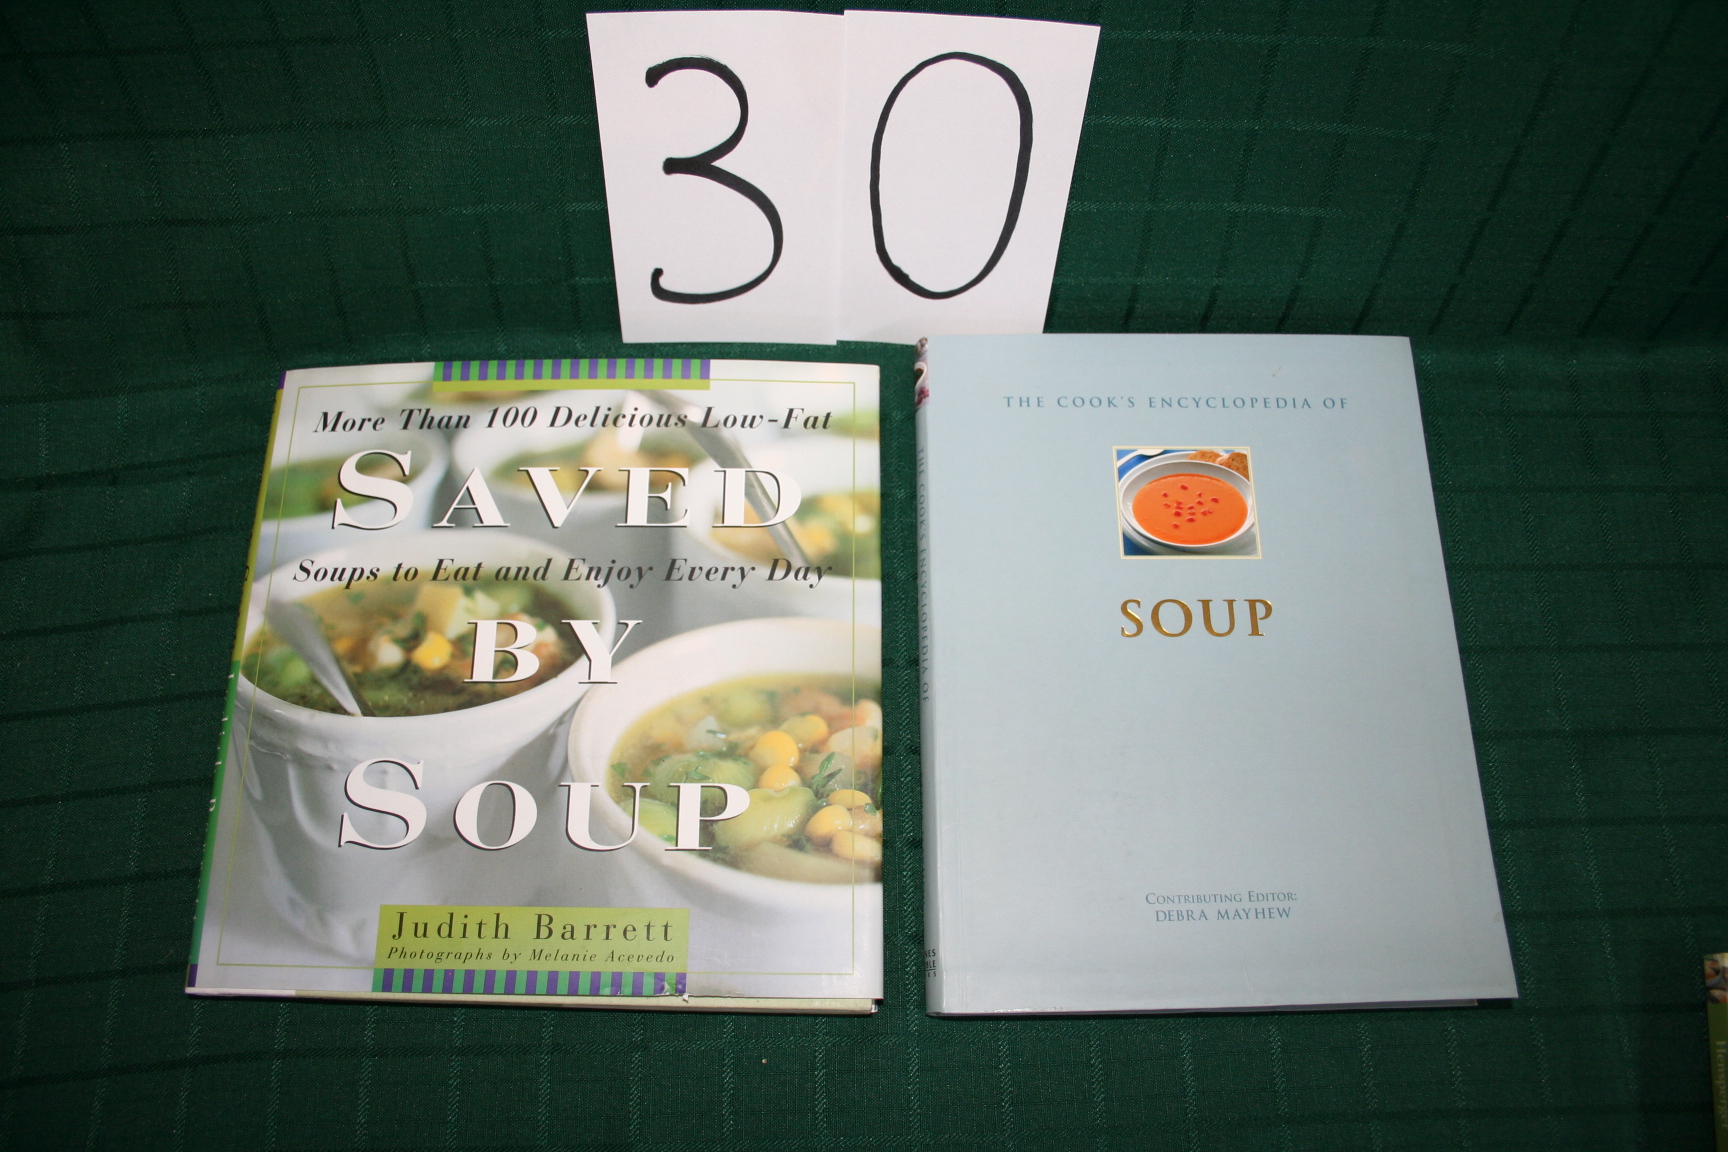 30
More Than 100 Delicious Low-Fat
SAVED
Soups to Eat and Enjoy Every Day
BY
SOUP
Judith Barrett
Photographs by Melanie Acevedo
THE COOK'S ENCYCLOPEDIA OF
SOUP
CONTRIBUTING EDITOR:
DEBRA MAYHEW
THE COOK'S ENCYCLOPEDIA OF